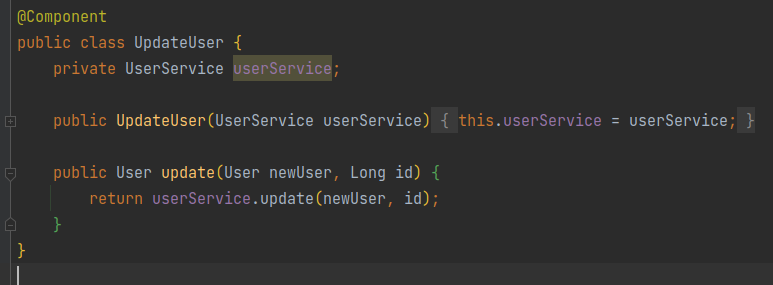 @Component
public class UpdateUser {
    private UserService userService;
    public UpdateUser(UserService userService) { this.userService = userService; }
    public User update(User newUser, Long id) {
        return userService.update(newUser, id);
    }
}